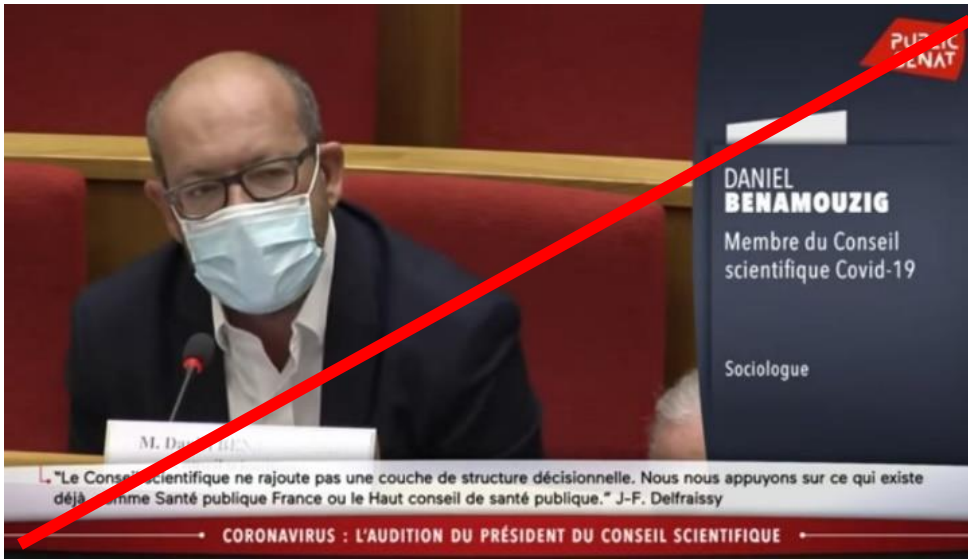 PUBLIC
SENAT
DANIEL
BENAMOUZIG
Membre du Conseil
scientifique Covid-19
Sociologue
M. Da
"Le Conseil scientifique ne rajoute pas une couche de structure décisionnelle. Nous nous appuyons sur ce qui existe
déjà, comme Santé publique France ou le Haut conseil de santé publique." J-F. Delfraissy
CORONAVIRUS : L'AUDITION DU PRÉSIDENT DU CONSEIL SCIENTIFIQUE